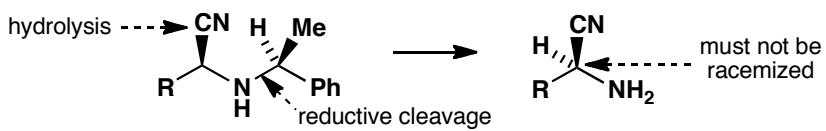 hydrolysis
CN
H
Me
R
N
H
Ph
reductive cleavage
CN
H
R
NH2
must not be
racemized